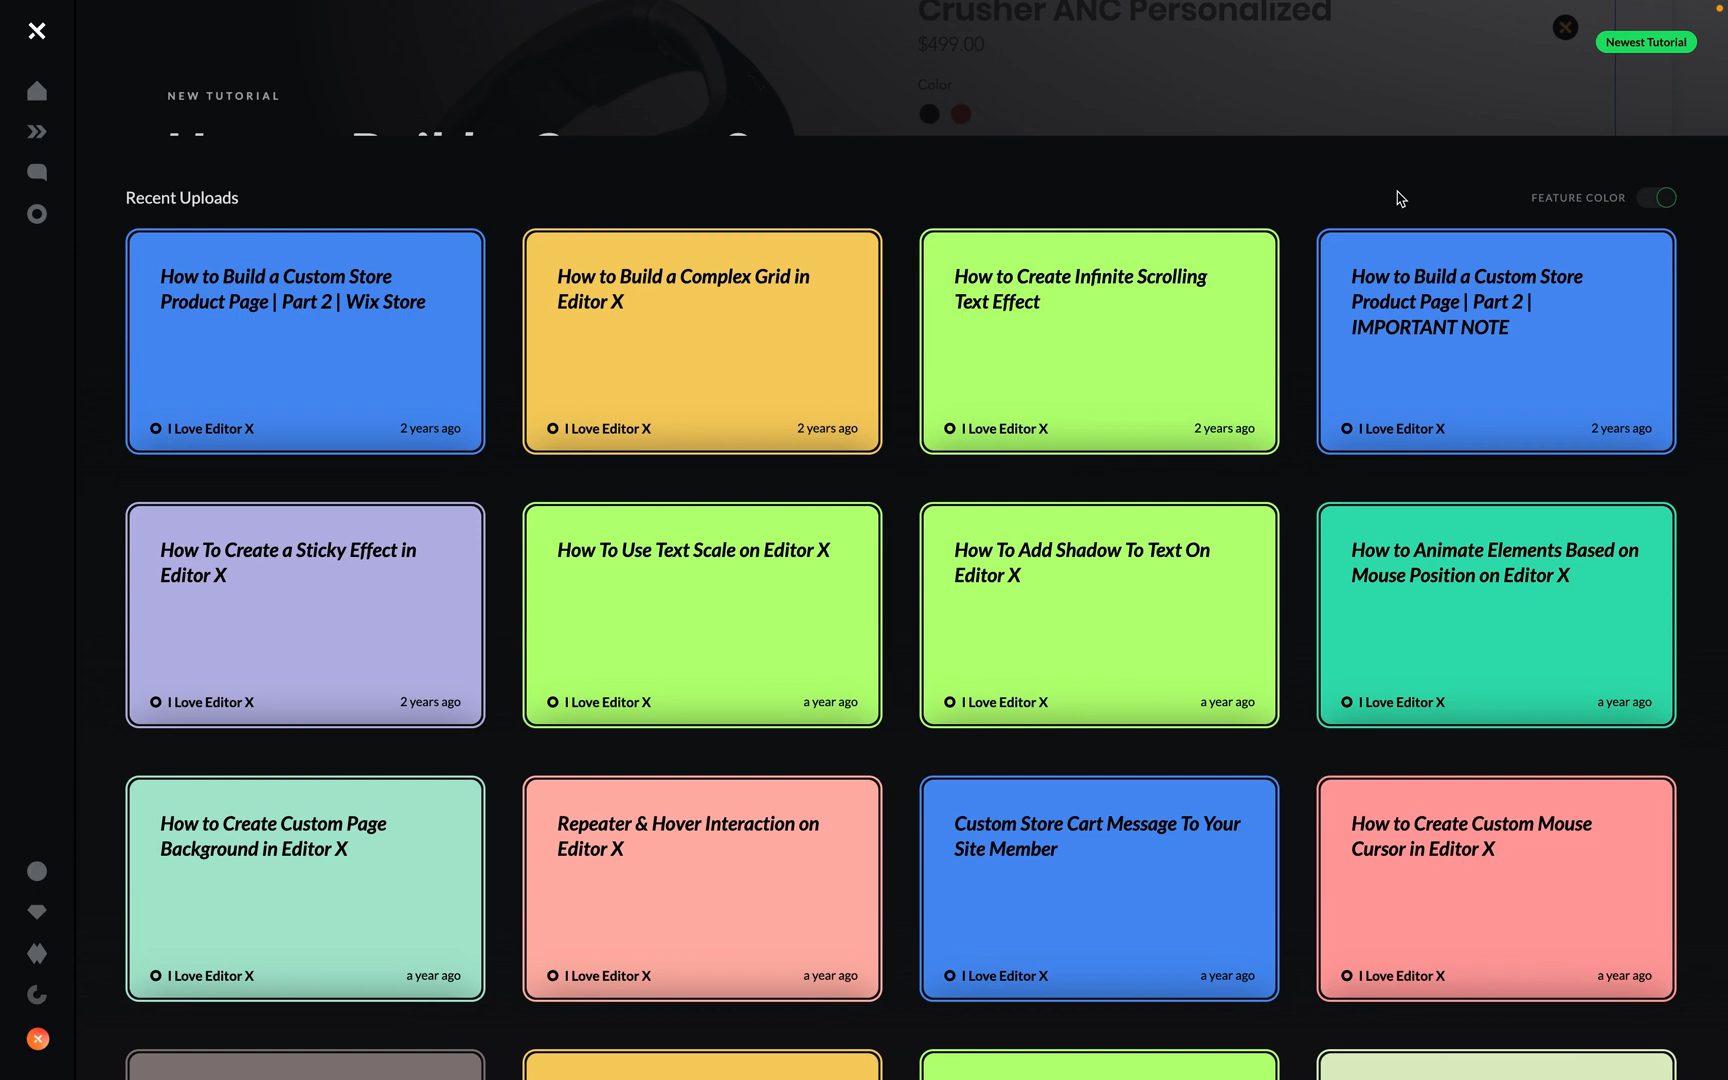 Crusher ANC Personalized
$499.00
Newest Tutorial
Color
NEW TUTORIAL
Recent Uploads
FEATURE COLOR
How to Build a Custom Store
Product Page | Part 2 | Wix Store
I Love Editor X
2 years ago
How to Build a Complex Grid in
Editor X
I Love Editor X
2 years ago
How to Create Infinite Scrolling
Text Effect
I Love Editor X
2 years ago
How to Build a Custom Store
Product Page | Part 2 |
IMPORTANT NOTE
I Love Editor X
2 years ago
How To Create a Sticky Effect in
Editor X
I Love Editor X
2 years ago
How To Use Text Scale on Editor X
I Love Editor X
a year ago
How To Add Shadow To Text On
Editor X
I Love Editor X
a year ago
How to Animate Elements Based on
Mouse Position on Editor X
I Love Editor X
a year ago
How to Create Custom Page
Background in Editor X
I Love Editor X
a year ago
Repeater & Hover Interaction on
Editor X
I Love Editor X
a year ago
Custom Store Cart Message To Your
Site Member
I Love Editor X
a year ago
How to Create Custom Mouse
Cursor in Editor X
I Love Editor X
a year ago